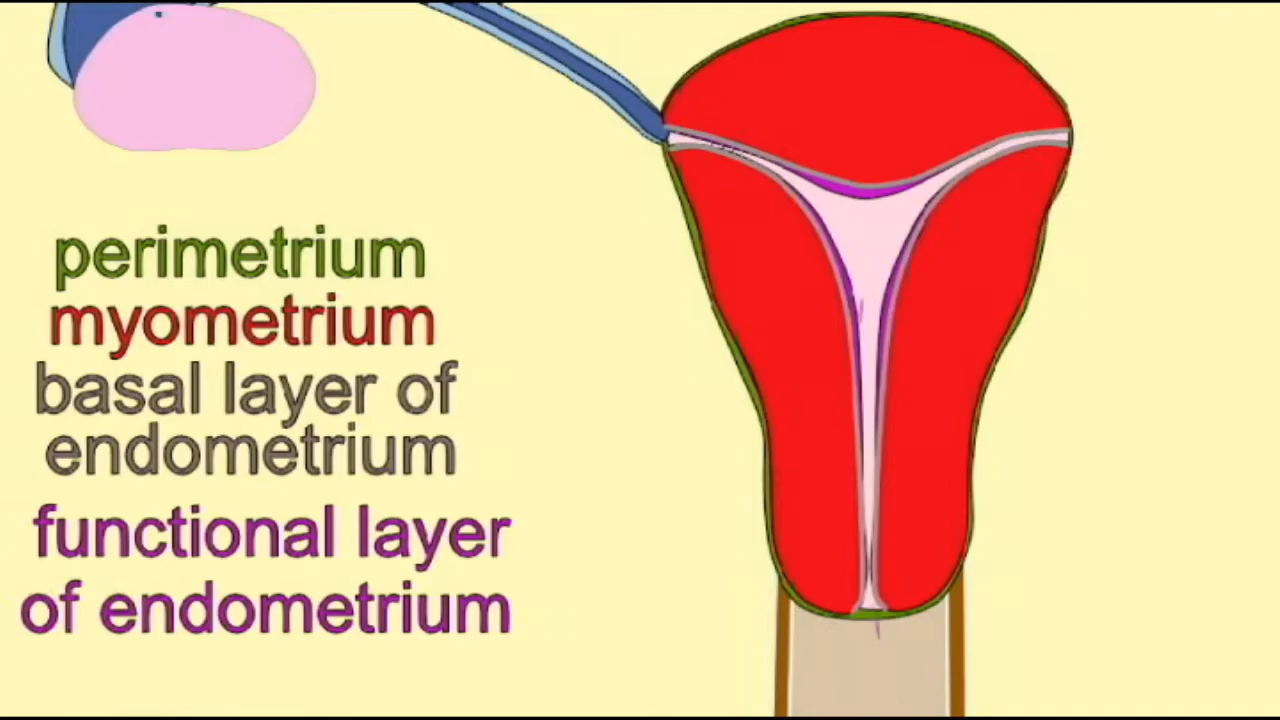 perimetrium
myometrium
basal layer of
endometrium
functional layer
of endometrium